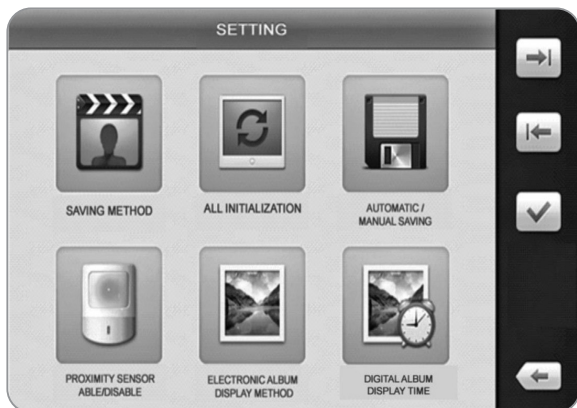 SETTING
SAVING METHOD
ALL INITIALIZATION
AUTOMATIC /
MANUAL SAVING
PROXIMITY SENSOR
ABLE/DISABLE
ELECTRONIC ALBUM
DISPLAY METHOD
DIGITAL ALBUM
DISPLAY TIME